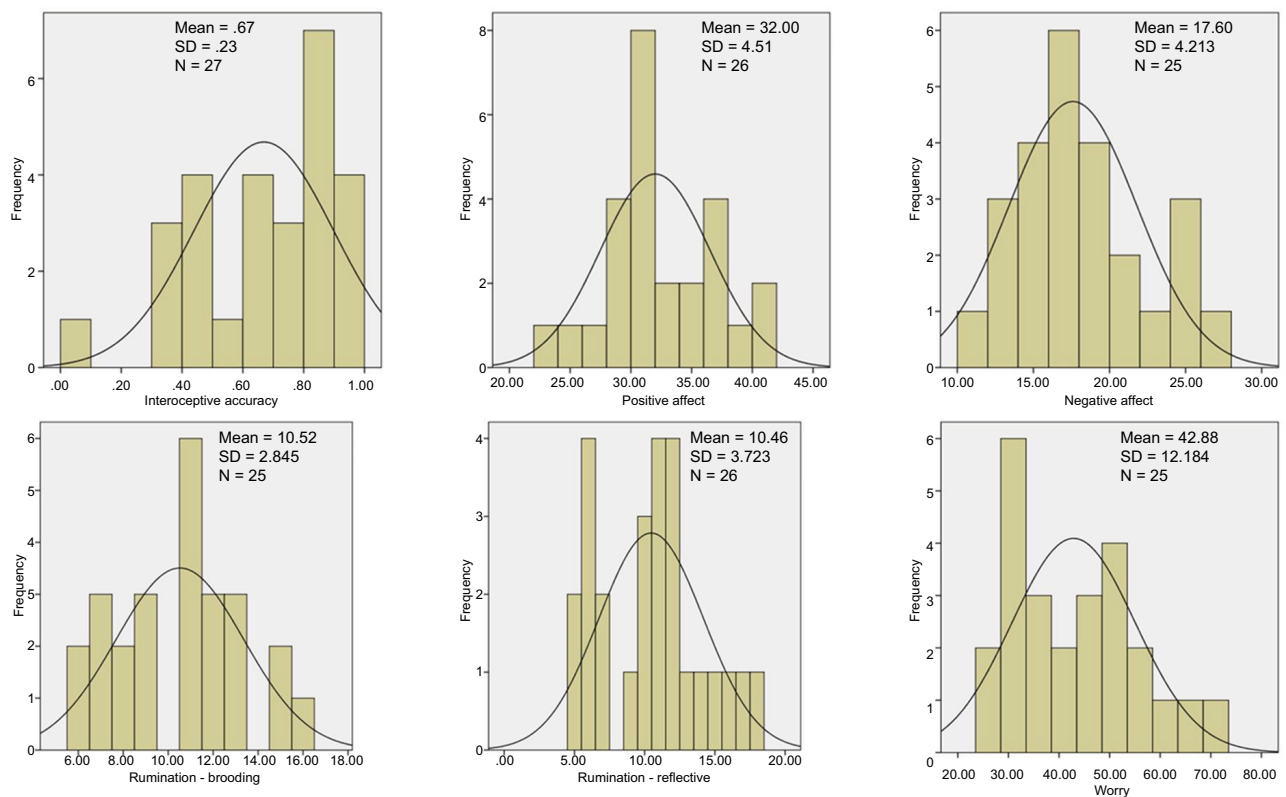 Mean = .67
SD = .23
N = 27
Frequency
6
4
2
0
.00 .20 .40 .60 .80 1.00
Interoceptive accuracy
Mean = 32.00
SD = 4.51
N = 26
Frequency
8
6
4
2
0
20.00 25.00 30.00 35.00 40.00 45.00
Positive affect
Mean = 17.60
SD = 4.213
N = 25
Frequency
6
5
4
3
2
1
0
10.00 15.00 20.00 25.00 30.00
Negative affect
Mean = 10.52
SD = 2.845
N = 25
Frequency
6
5
4
5
2
1
0
6.00 8.00 10.00 12.00 14.00 16.00 18.00
Rumination - brooding
Mean = 10.46
SD = 3.723
N = 26
Frequency
4
3
2
1
0
.00 5.00 10.00 15.00 20.00
Rumination - reflective
Mean = 42.88
SD = 12.184
N = 25
Frequency
6
5
4
3
2
1
0
20.00 30.00 40.00 50.00 60.00 70.00 80.00
Worry